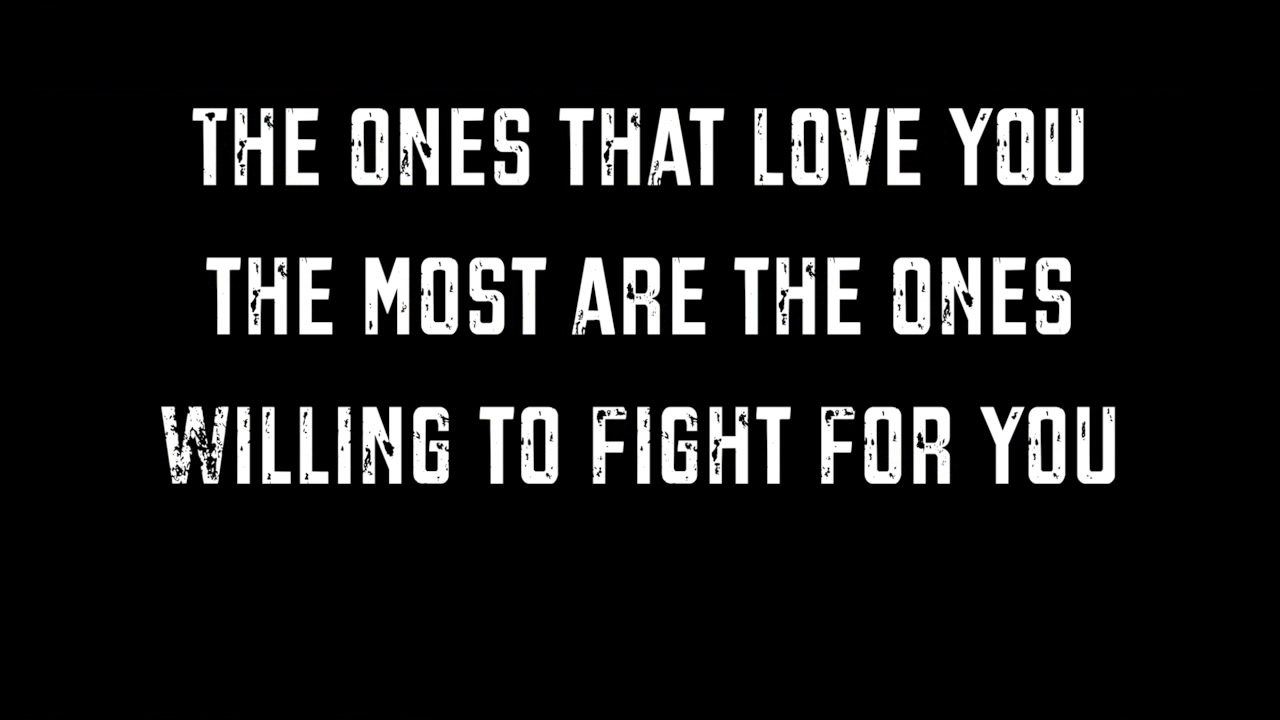 THE ONES THAT LOVE YOU
THE MOST ARE THE ONES
WILLING TO FIGHT FOR YOU